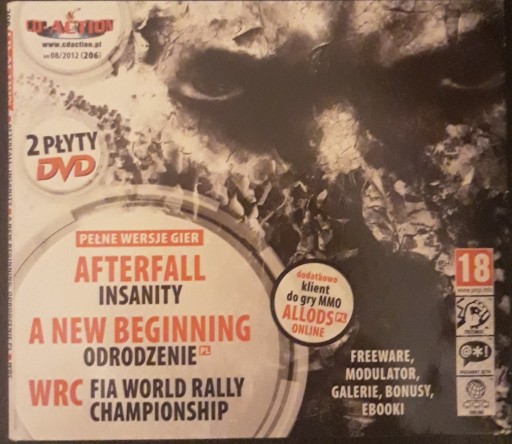 CD-ACTION
www.cdaction.pl
nr 08/2012 (206)
2 PŁYTY
DVD
PEŁNE WERSJE GIER
AFTERFALL
INSANITY
A NEW BEGINNING
ODRODZENIE PL
WRC FIA WORLD RALLY
CHAMPIONSHIP
dodatkowo
klient
do gry MMO
ALLODS PL
ONLINE
18
www.pegi.info
FREEWARE,
MODULATOR,
GALERIE, BONUSY,
EBOOKI
@*!